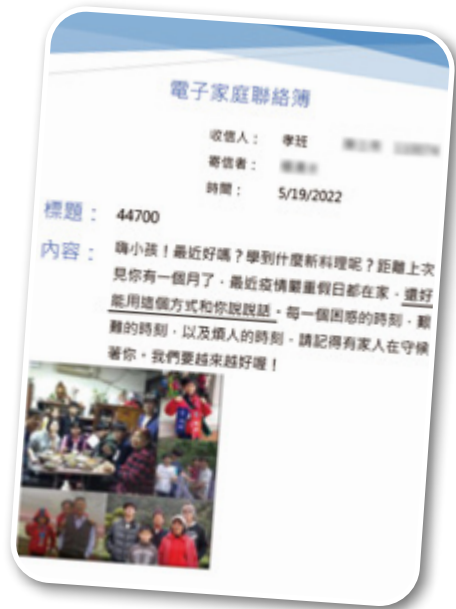 電子家庭聯絡簿
收信人： 孝班
寄信者：
時間： 5/19/2022
標題： 44700
內容： 嗨小孩！最近好嗎？學到什麼新料理呢？距離上次
見你有一個月了，最近疫情嚴重假日都在家，還好
能用這個方式和你說說話。每一個困惑的時刻，艱
難的時刻，以及煩人的時刻，請記得有家人在守候
著你。我們要越來越好喔！